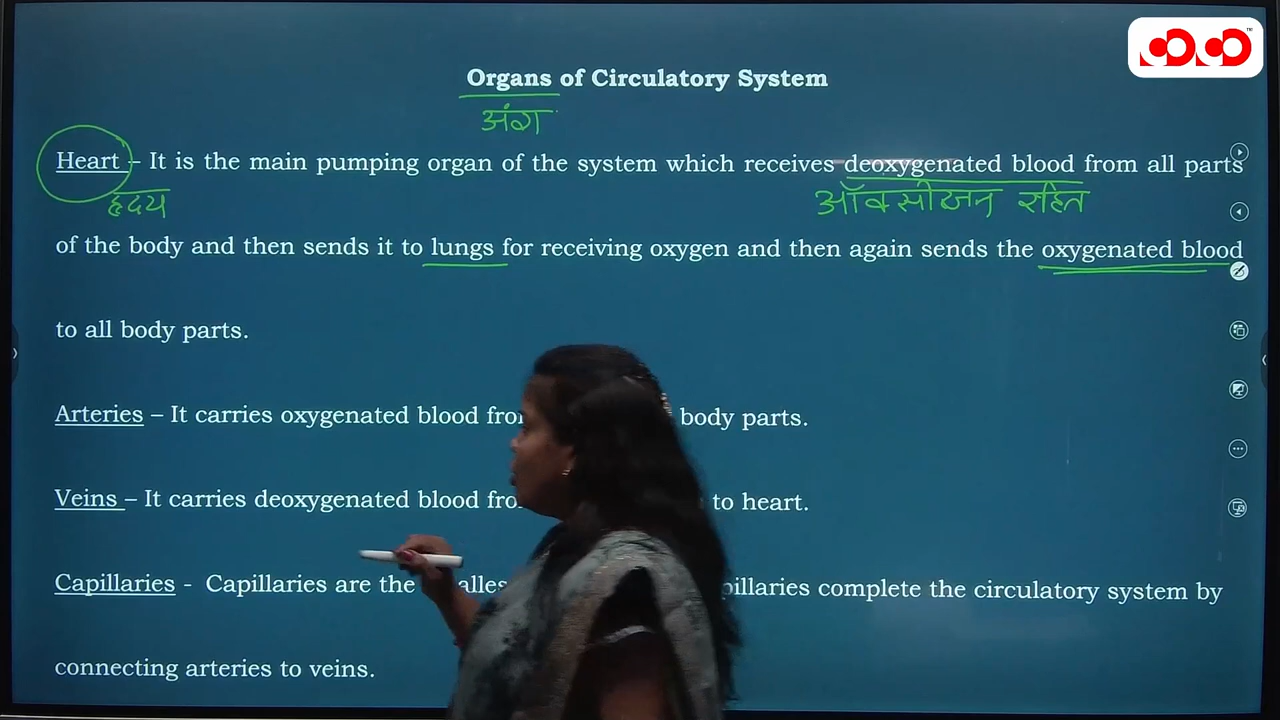 Organs of Circulatory System
अंग
Heart – It is the main pumping organ of the system which receives deoxygenated blood from all parts
हृदय
ऑक्सीजन रहित
of the body and then sends it to lungs for receiving oxygen and then again sends the oxygenated blood
to all body parts.
Arteries – It carries oxygenated blood body parts.
Veins – It carries deoxygenated blood to heart.
Capillaries - Capillaries are the complete the circulatory system by
connecting arteries to veins.